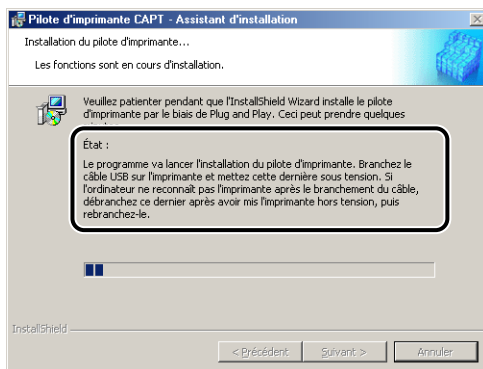 Pilote d'imprimante CAPT - Assistant d'installation
Installation du pilote d'imprimante...
Les fonctions sont en cours d'installation.
Veuillez patienter pendant que l'InstallShield Wizard installe le pilote
d'imprimante par le biais de Plug and Play. Ceci peut prendre quelques
État :
Le programme va lancer l'installation du pilote d'imprimante. Branchez le
câble USB sur l'imprimante et mettez cette dernière sous tension. Si
l'ordinateur ne reconnaît pas l'imprimante après le branchement du câble,
débranchez ce dernier après avoir mis l'imprimante hors tension, puis
rebranchez-le.
InstallShield
< Précédent
Suivant >
Annuler